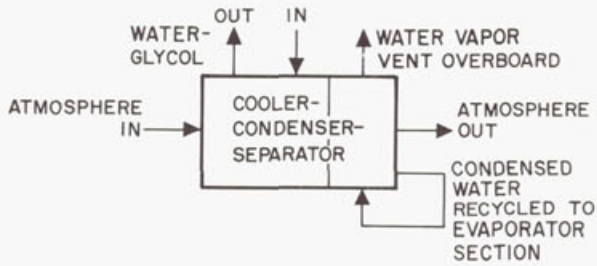 OUT IN
WATER-
GLYCOL
WATER VAPOR
VENT OVERBOARD
ATMOSPHERE
IN
COOLER-
CONDENSER-
SEPARATOR
ATMOSPHERE
OUT
CONDENSED
WATER
RECYCLED TO
EVAPORATOR
SECTION